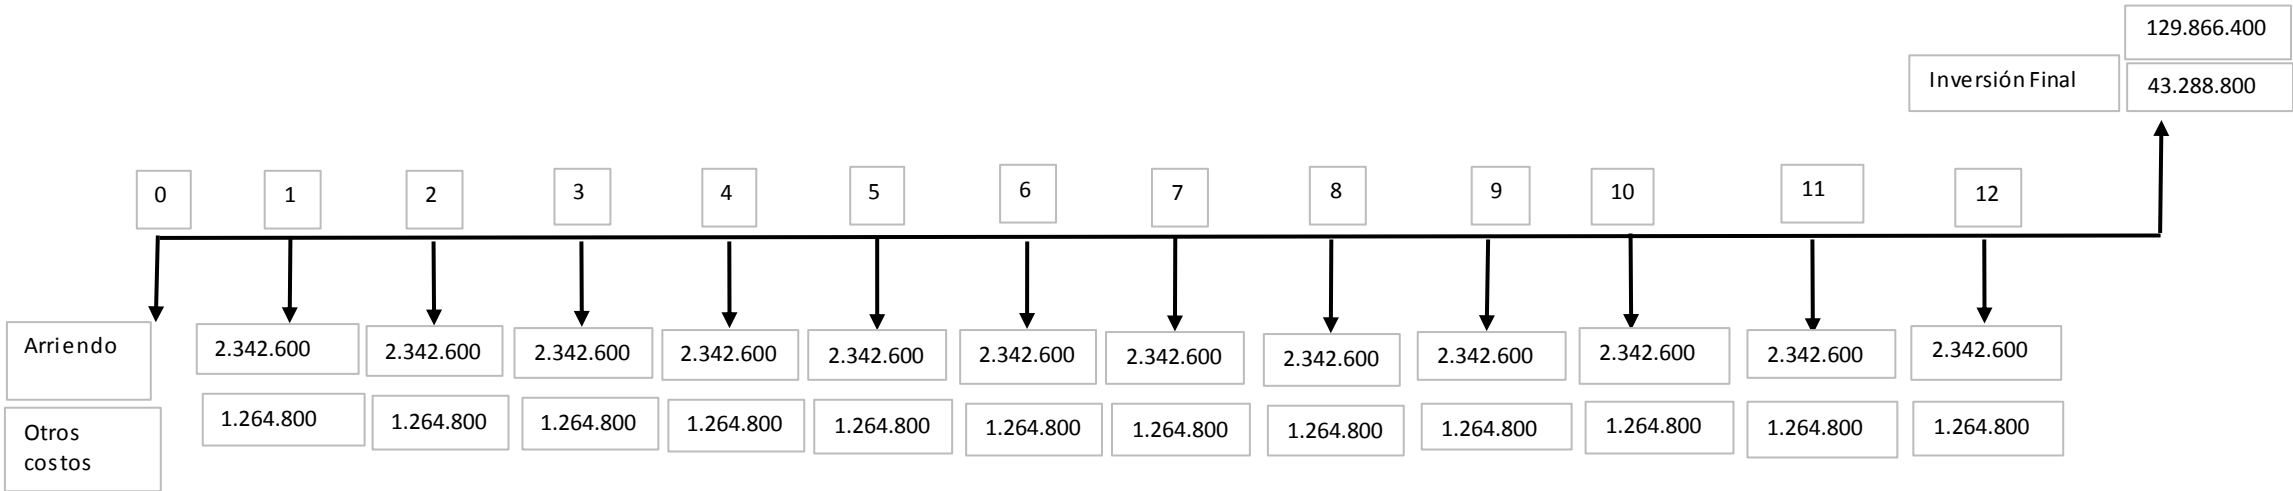 129.866.400
Inversión Final 43.288.800
0 1 2 3 4 5 6 7 8 9 10 11 12
Arriendo 2.342.600 2.342.600 2.342.600 2.342.600 2.342.600 2.342.600 2.342.600 2.342.600 2.342.600 2.342.600 2.342.600 2.342.600
Otros 1.264.800 1.264.800 1.264.800 1.264.800 1.264.800 1.264.800 1.264.800 1.264.800 1.264.800 1.264.800 1.264.800 1.264.800
costos